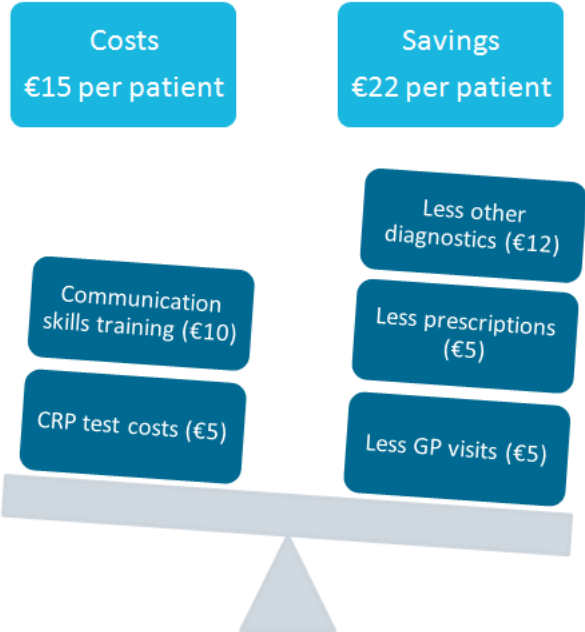 Costs
€15 per patient
Savings
€22 per patient
Communication
skills training (€10)
CRP test costs (€5)
Less other
diagnostics (€12)
Less prescriptions
(€5)
Less GP visits (€5)